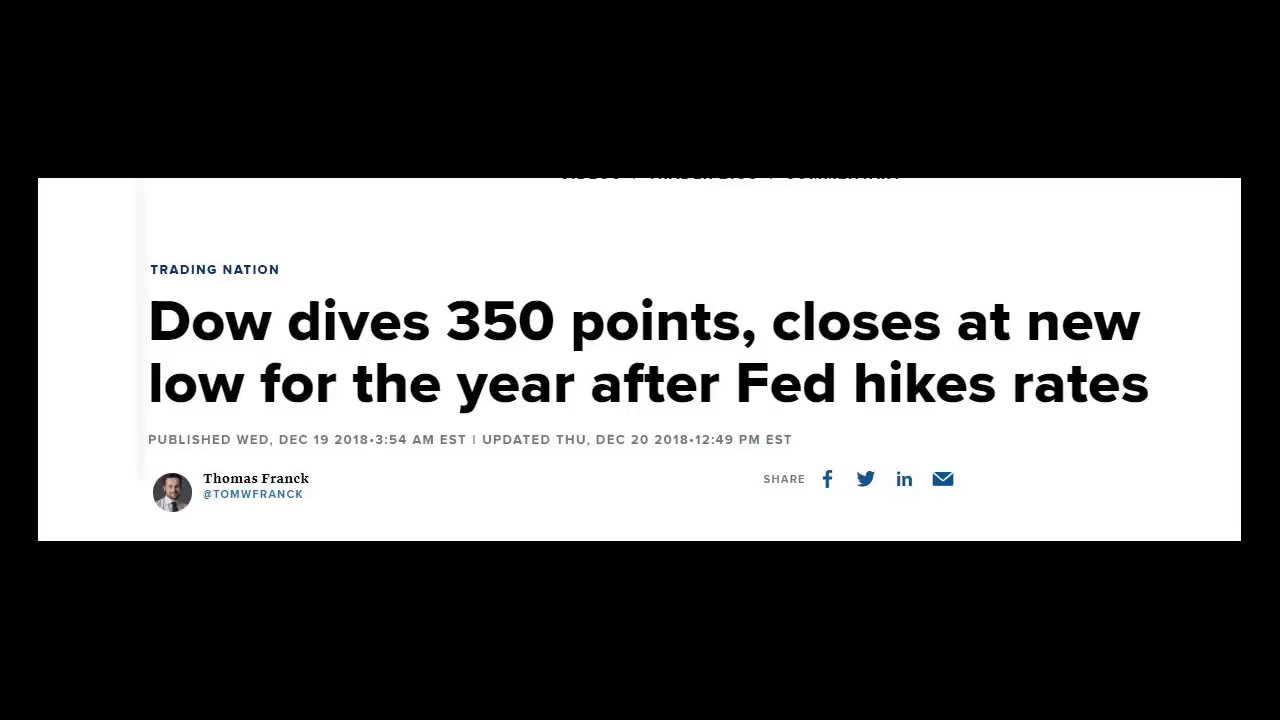 TRADING NATION
Dow dives 350 points, closes at new
low for the year after Fed hikes rates
PUBLISHED WED, DEC 19 2018•3:54 AM EST | UPDATED THU, DEC 20 2018•12:49 PM EST
Thomas Franck
@TOMWFRANCK
SHARE